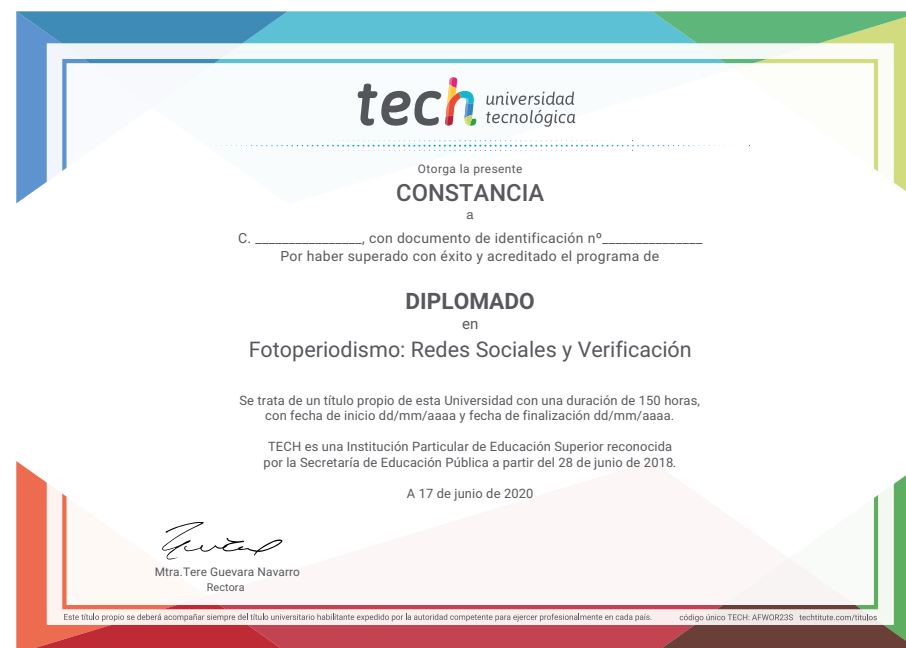 tech universidad
tecnológica
Otorga la presente
CONSTANCIA
a
C. ________________, con documento de identificación nº_______________
Por haber superado con éxito y acreditado el programa de
DIPLOMADO
en
Fotoperiodismo: Redes Sociales y Verificación
Se trata de un título propio de esta Universidad con una duración de 150 horas,
con fecha de inicio dd/mm/aaaa y fecha de finalización dd/mm/aaaa.
TECH es una Institución Particular de Educación Superior reconocida
por la Secretaría de Educación Pública a partir del 28 de junio de 2018.
A 17 de junio de 2020
Mtra.Tere Guevara Navarro
Rectora
Este título propio se deberá acompañar siempre del título universitario habilitante expedido por la autoridad competente para ejercer profesionalmente en cada país. código único TECH: AFWOR23S techtitute.com/titulos